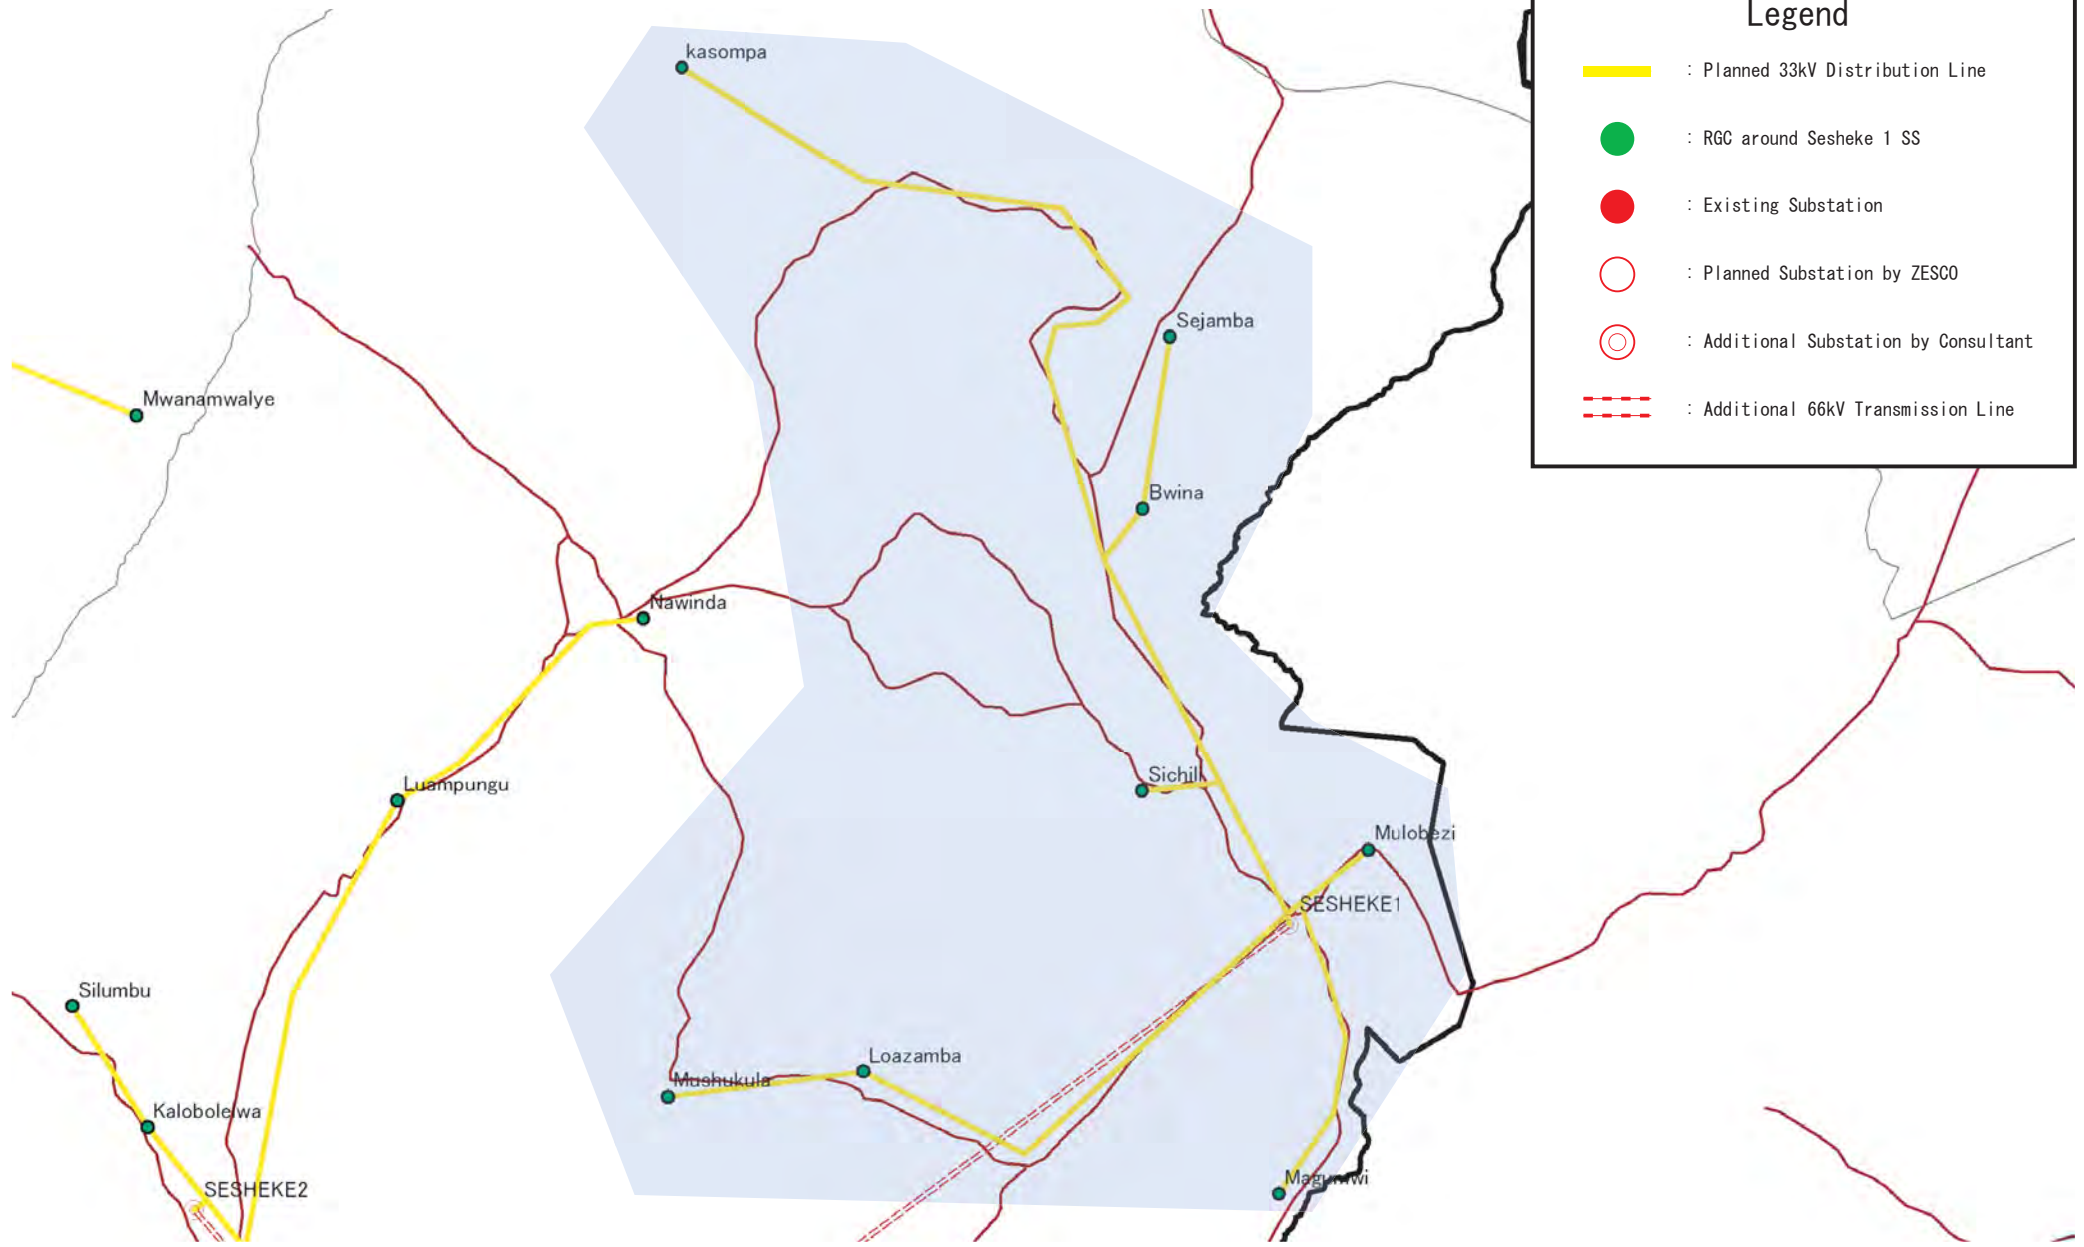 Legend
: Planned 33kV Distribution Line
: RGC around Sesheke 1 SS
: Existing Substation
: Planned Substation by ZESCO
: Additional Substation by Consultant
: Additional 66kV Transmission Line
kasompa
Sejamba
Mwanamwalye
Bwina
Nawinda
Sichili
Luampungu
Mulobezi
SESHEKE1
Silumbu
Loazamba
Mushukula
Kalobolelwa
Magumwi
SESHEKE2